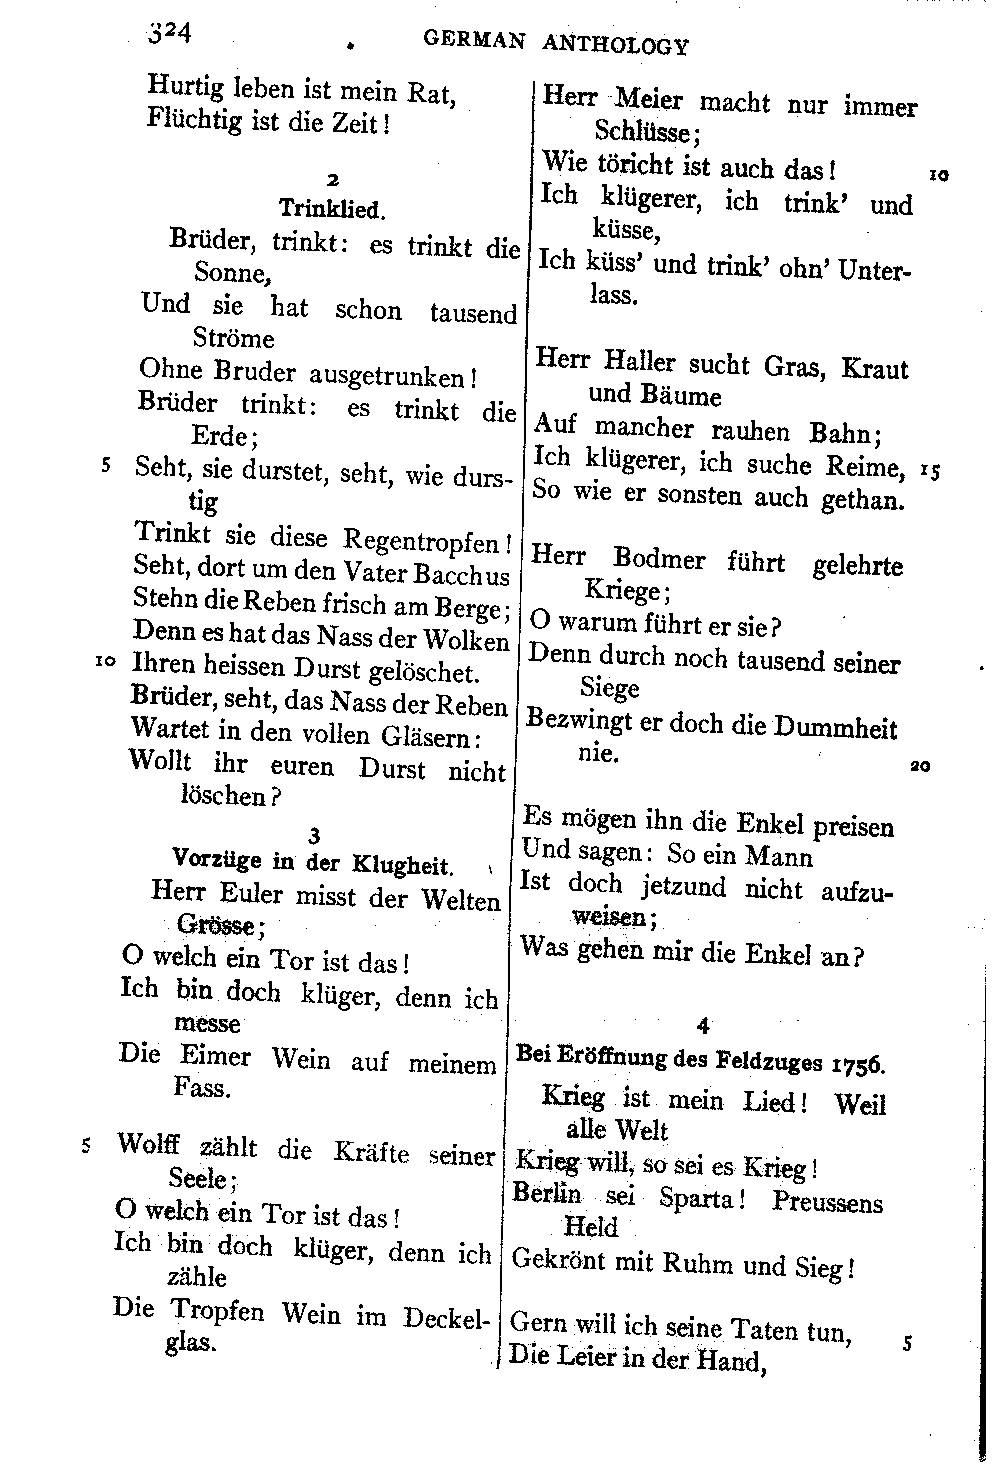 324
GERMAN ANTHOLOGY
Hurtig leben ist mein Rat,
Flüchtig ist die Zeit!
2
Trinklied.
Brüder, trinkt: es trinkt die
Sonne,
Und sie hat schon tausend
Ströme
Ohne Bruder ausgetrunken!
Brüder trinkt: es trinkt die
Erde;
5 Seht, sie durstet, seht, wie durs-
tig
Trinkt sie diese Regentropfen!
Seht, dort um den Vater Bacchus
Stehn die Reben frisch am Berge;
Denn es hat das Nass der Wolken
10 Ihren heissen Durst gelöschet.
Brüder, seht, das Nass der Reben
Wartet in den vollen Gläsern:
Wollt ihr euren Durst nicht
löschen?
3
Vorzüge in der Klugheit.
Herr Euler misst der Welten
Grösse;
O welch ein Tor ist das!
Ich bin doch klüger, denn ich
messe
Die Eimer Wein auf meinem
Fass.
5 Wolff zählt die Kräfte seiner
Seele;
O welch ein Tor ist das!
Ich bin doch klüger, denn ich
zähle
Die Tropfen Wein im Deckel-
glas.
Herr Meier macht nur immer
Schlüsse;
Wie töricht ist auch das! 10
Ich klügerer, ich trink' und
küsse,
Ich küss' und trink' ohn' Unter-
lass.
Herr Haller sucht Gras, Kraut
und Bäume
Auf mancher rauhen Bahn;
Ich klügerer, ich suche Reime, 15
So wie er sonsten auch gethan.
Herr Bodmer führt gelehrte
Kriege;
O warum führt er sie?
Denn durch noch tausend seiner
Siege
Bezwingt er doch die Dummheit
nie. 20
Es mögen ihn die Enkel preisen
Und sagen: So ein Mann
Ist doch jetzund nicht aufzu-
weisen;
Was gehen mir die Enkel an?
4
Bei Eröffnung des Feldzuges 1756.
Krieg ist mein Lied! Weil
alle Welt
Krieg will, so sei es Krieg!
Berlin sei Sparta! Preussens
Held
Gekrönt mit Ruhm und Sieg!
Gern will ich seine Taten tun, 5
Die Leier in der Hand,